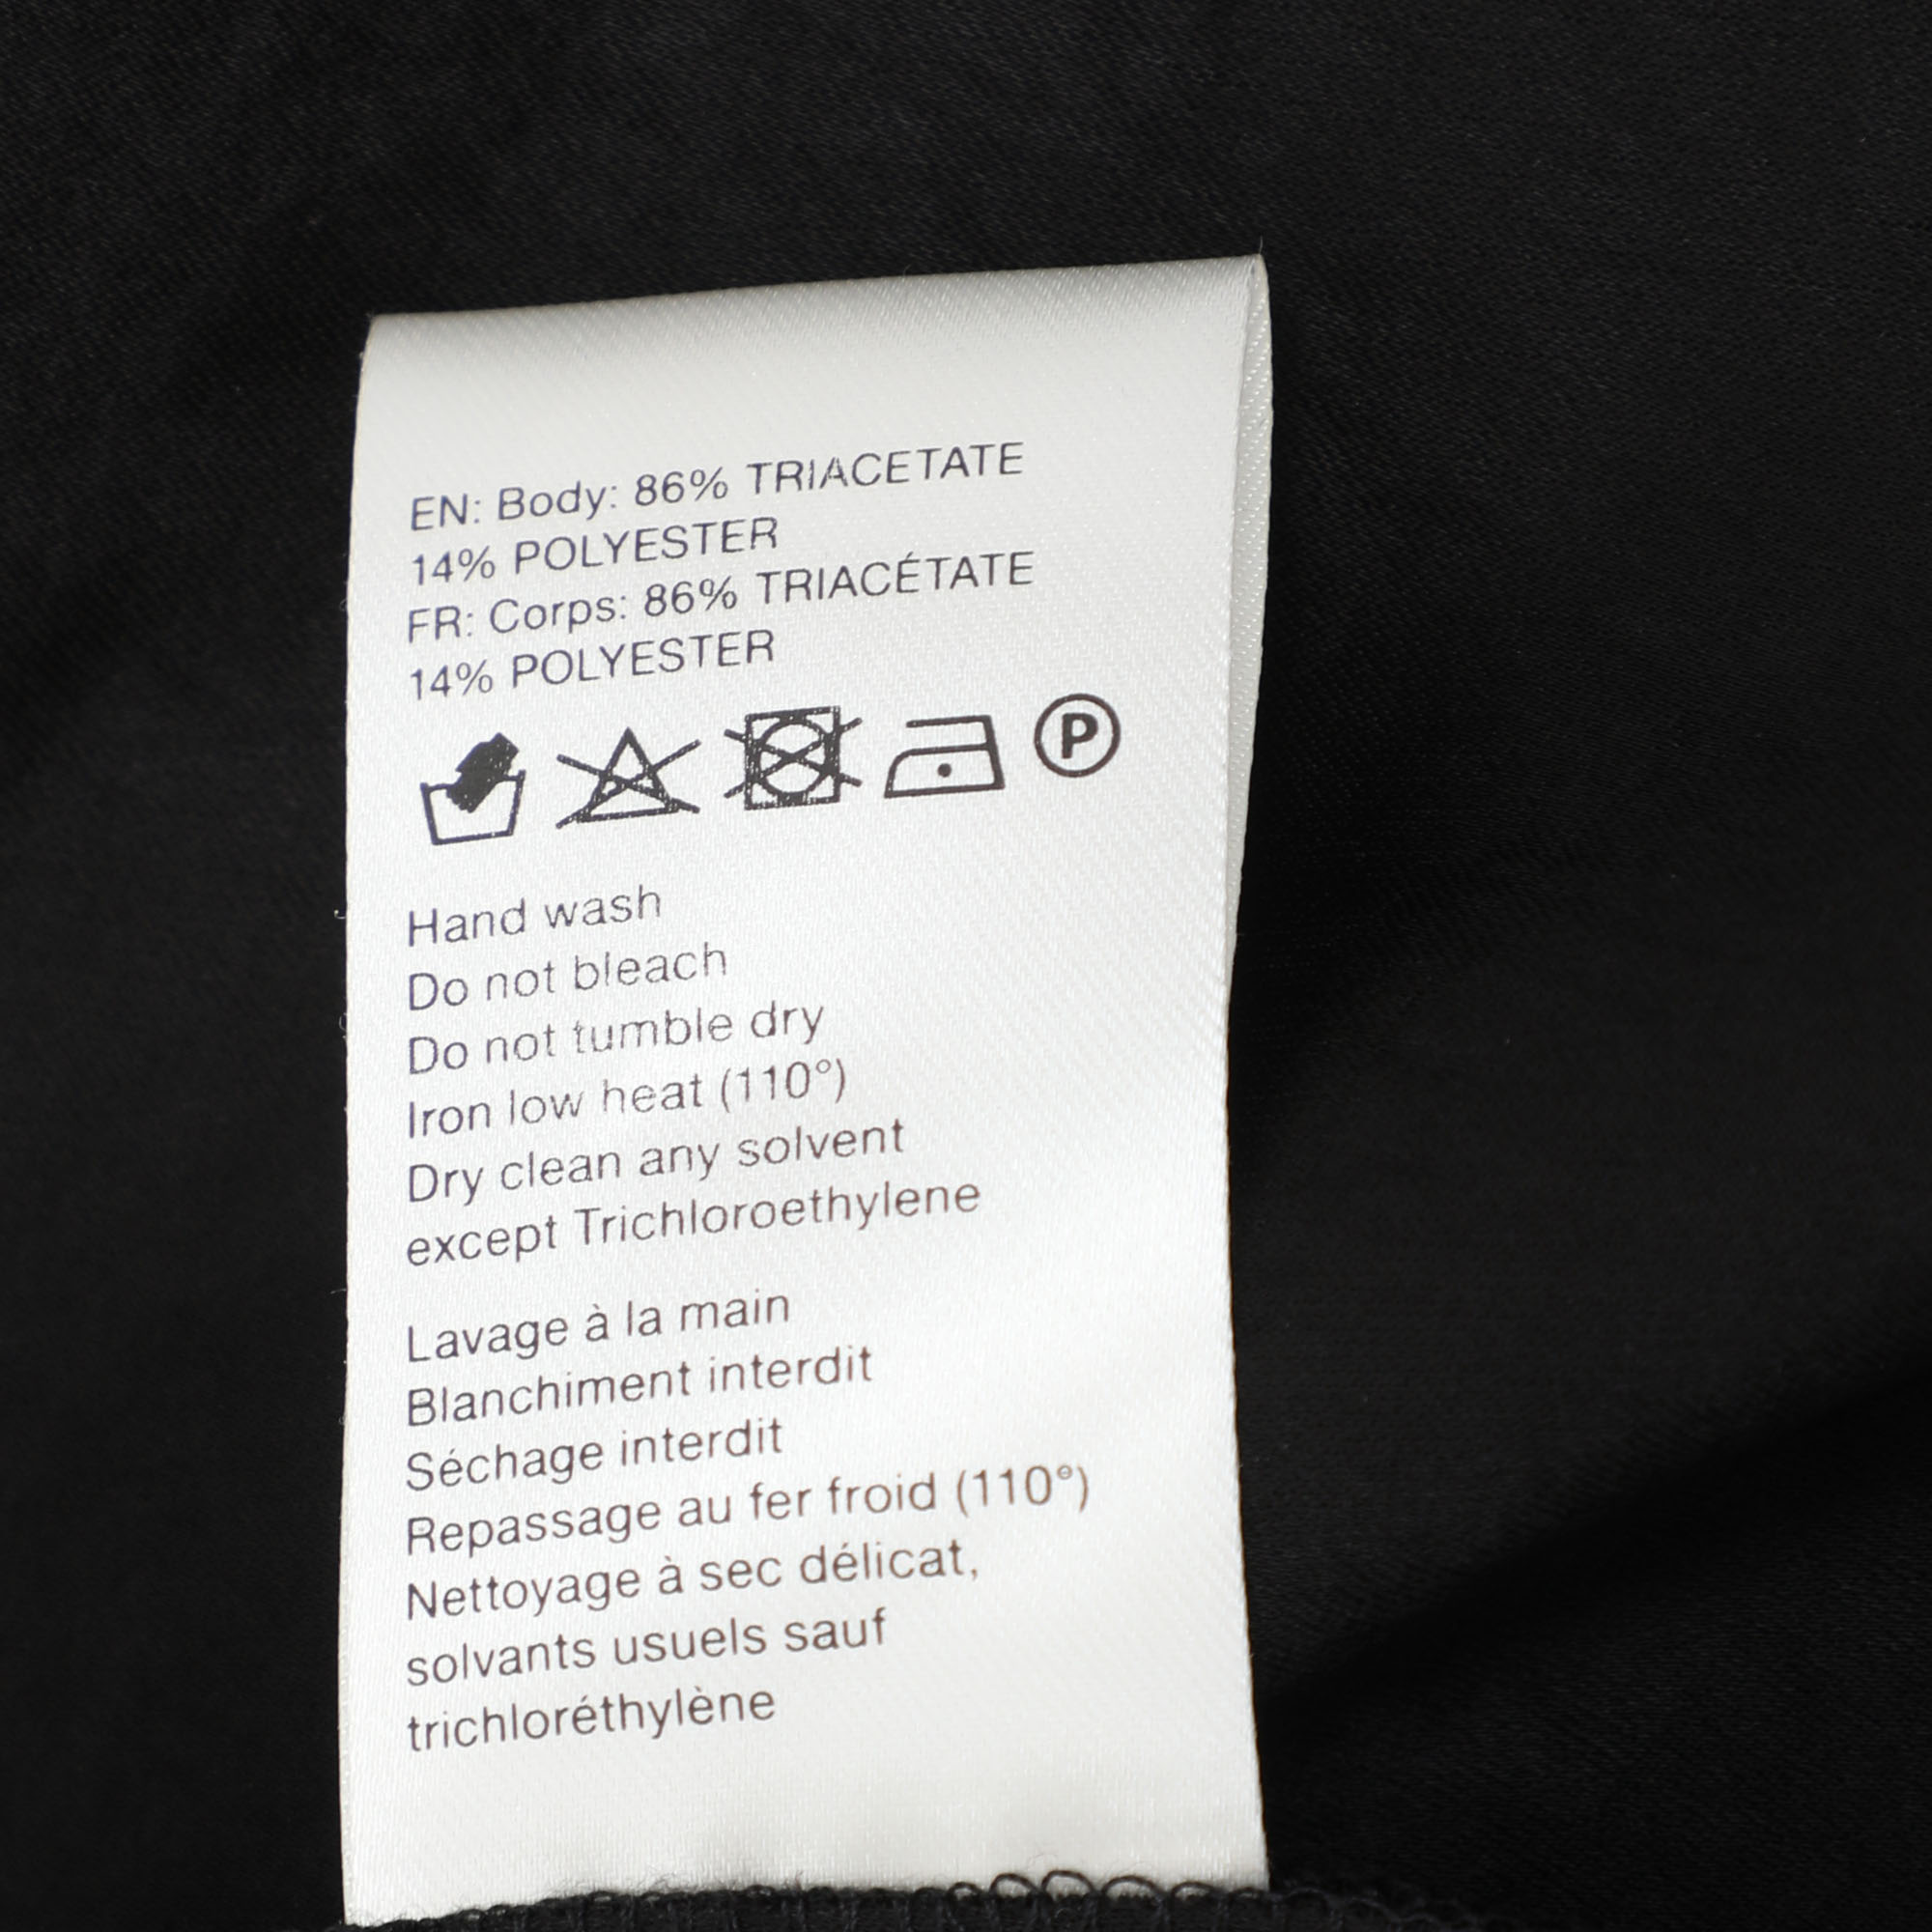 EN: Body: 86% TRIACETATE
14% POLYESTER
FR: Corps: 86% TRIACÉTATE
14% POLYESTER
P
Hand wash
Do not bleach
Do not tumble dry
Iron low heat (110°)
Dry clean any solvent
except Trichloroethylene
Lavage à la main
Blanchiment interdit
Séchage interdit
Repassage au fer froid (110°)
Nettoyage à sec délicat,
solvants usuels sauf
trichloréthylène